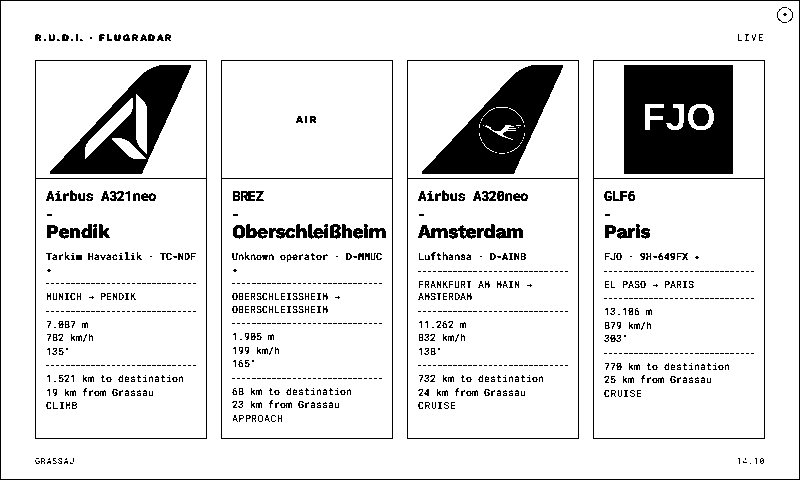 R.U.D.I. · FLUGRADAR
LIVE
Airbus A321neo
–
Pendik
Tarkim Havacilik · TC-NDF
✦
MUNICH → PENDIK
7.087 m
782 km/h
135°
1.521 km to destination
19 km from Grassau
CLIMB
AIR
BREZ
–
Oberschleißheim
Unknown operator · D-MMUC
✦
OBERSCHLEISSHEIM →
OBERSCHLEISSHEIM
1.905 m
199 km/h
165°
68 km to destination
23 km from Grassau
APPROACH
Airbus A320neo
–
Amsterdam
Lufthansa · D-AINB
FRANKFURT AM MAIN →
AMSTERDAM
11.262 m
832 km/h
138°
732 km to destination
24 km from Grassau
CRUISE
FJO
GLF6
–
Paris
FJO · 9H-649FX ✦
EL PASO → PARIS
13.106 m
879 km/h
303°
770 km to destination
25 km from Grassau
CRUISE
GRASSAU
14.10